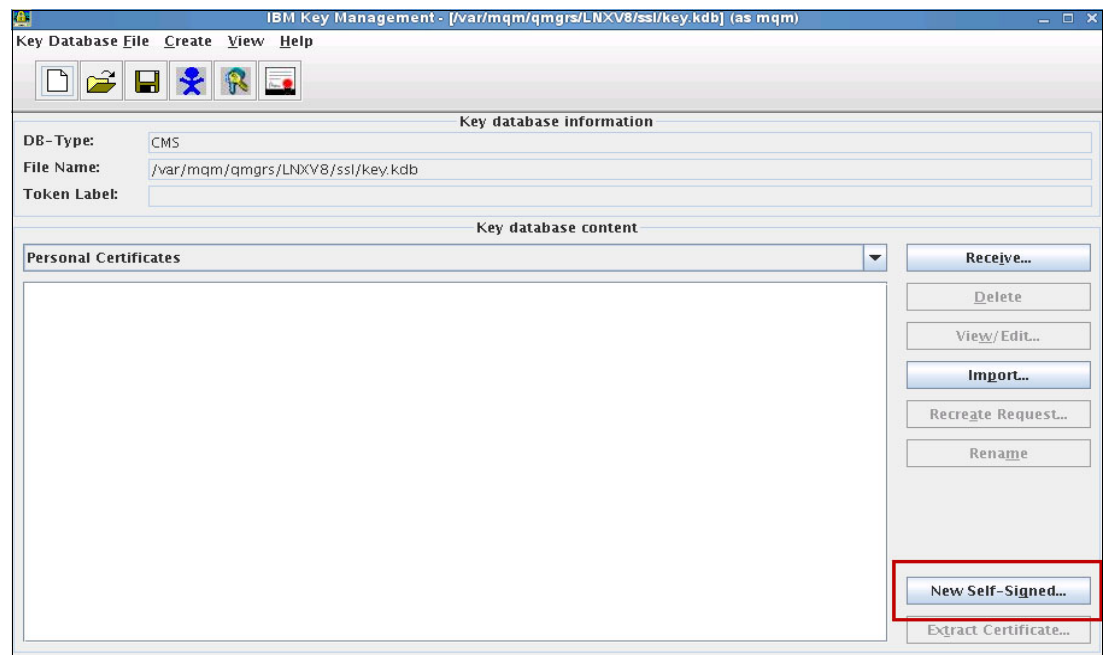 IBM Key Management - [/var/mqm/qmgrs/LNXV8/ssl/key.kdb] (as mqm)
Key Database File Create View Help
Key database information
DB-Type: CMS
File Name: /var/mqm/qmgrs/LNXV8/ssl/key.kdb
Token Label:
Key database content
Personal Certificates
Receive...
Delete
View/Edit...
Import...
Recreate Request...
Rename
New Self-Signed...
Extract Certificate...